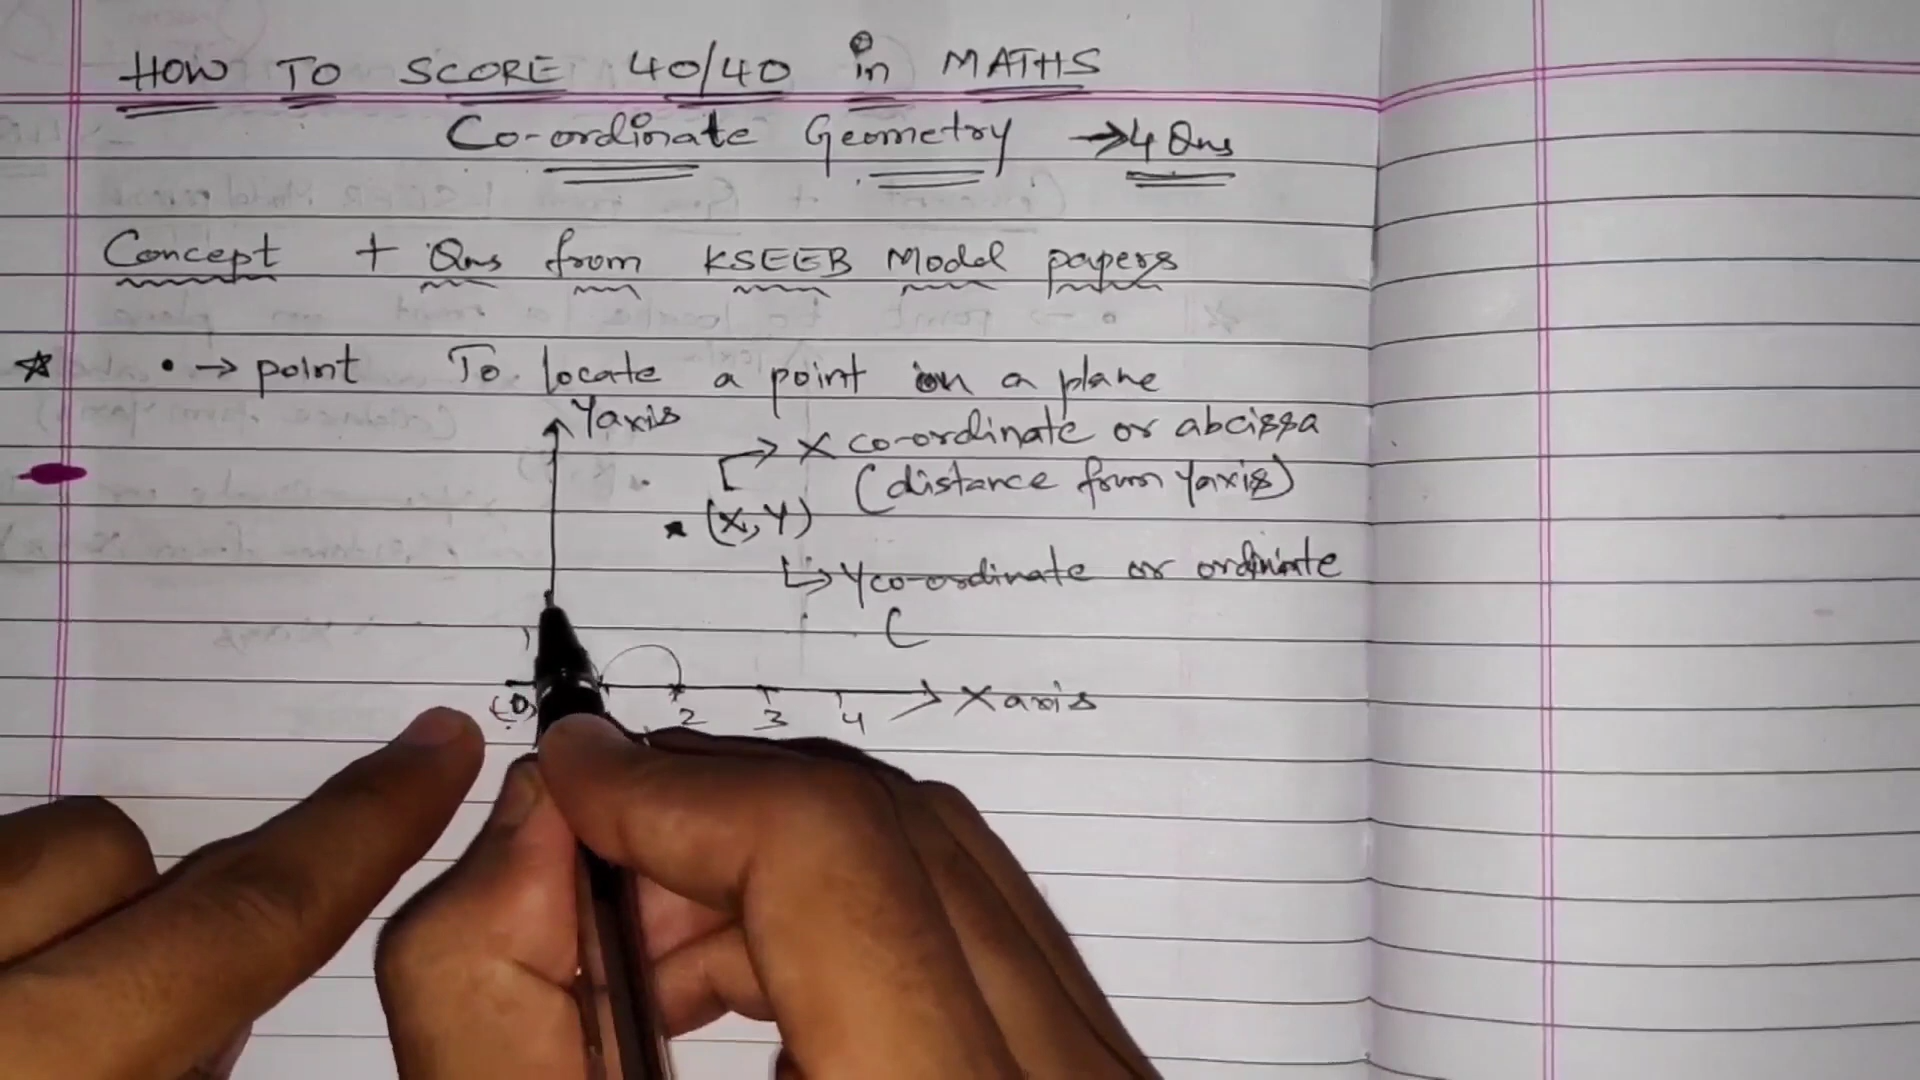 HOW TO SCORE 40/40 in MATHS
Co-ordinate Geometry → 4 Qns
Concept + Qns from KSEEB Model papers
☆ • → point To locate a point on a plane
Y axis
→ X co-ordinate or abcissa
(distance from Yaxis)
• (X, Y)
↳ Y co-ordinate or ordinate
(
1
(0, 2 3 4 X axis